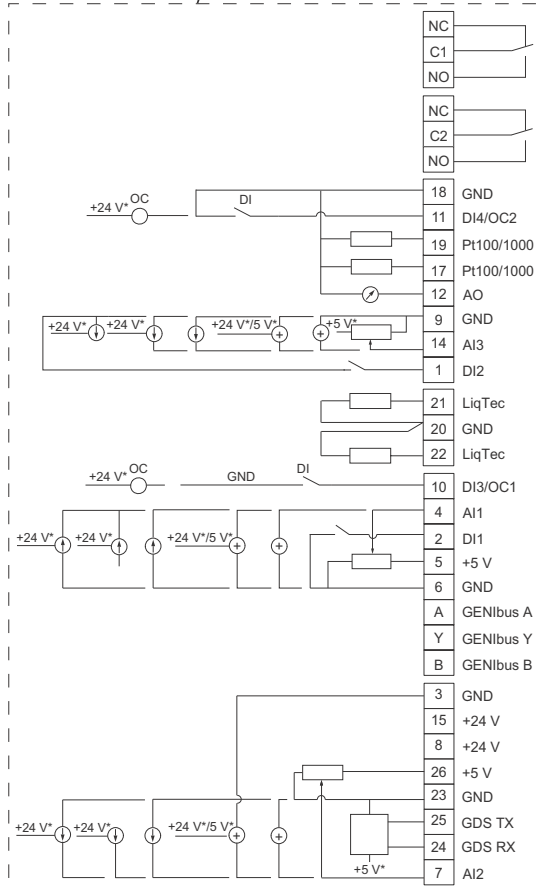 NC
C1
NO
NC
C2
NO
18 GND
+24 V* OC DI 11 DI4/OC2
19 Pt100/1000
17 Pt100/1000
12 AO
9 GND
+24 V* +24 V* +24 V*/5 V* +5 V*
14 AI3
1 DI2
21 LiqTec
20 GND
22 LiqTec
+24 V* OC GND DI 10 DI3/OC1
4 AI1
+24 V* +24 V* +24 V*/5 V* 2 DI1
5 +5 V
6 GND
A GENIbus A
Y GENIbus Y
B GENIbus B
3 GND
15 +24 V
8 +24 V
26 +5 V
23 GND
25 GDS TX
+24 V* +24 V* +24 V*/5 V*
24 GDS RX
+5 V*
7 AI2